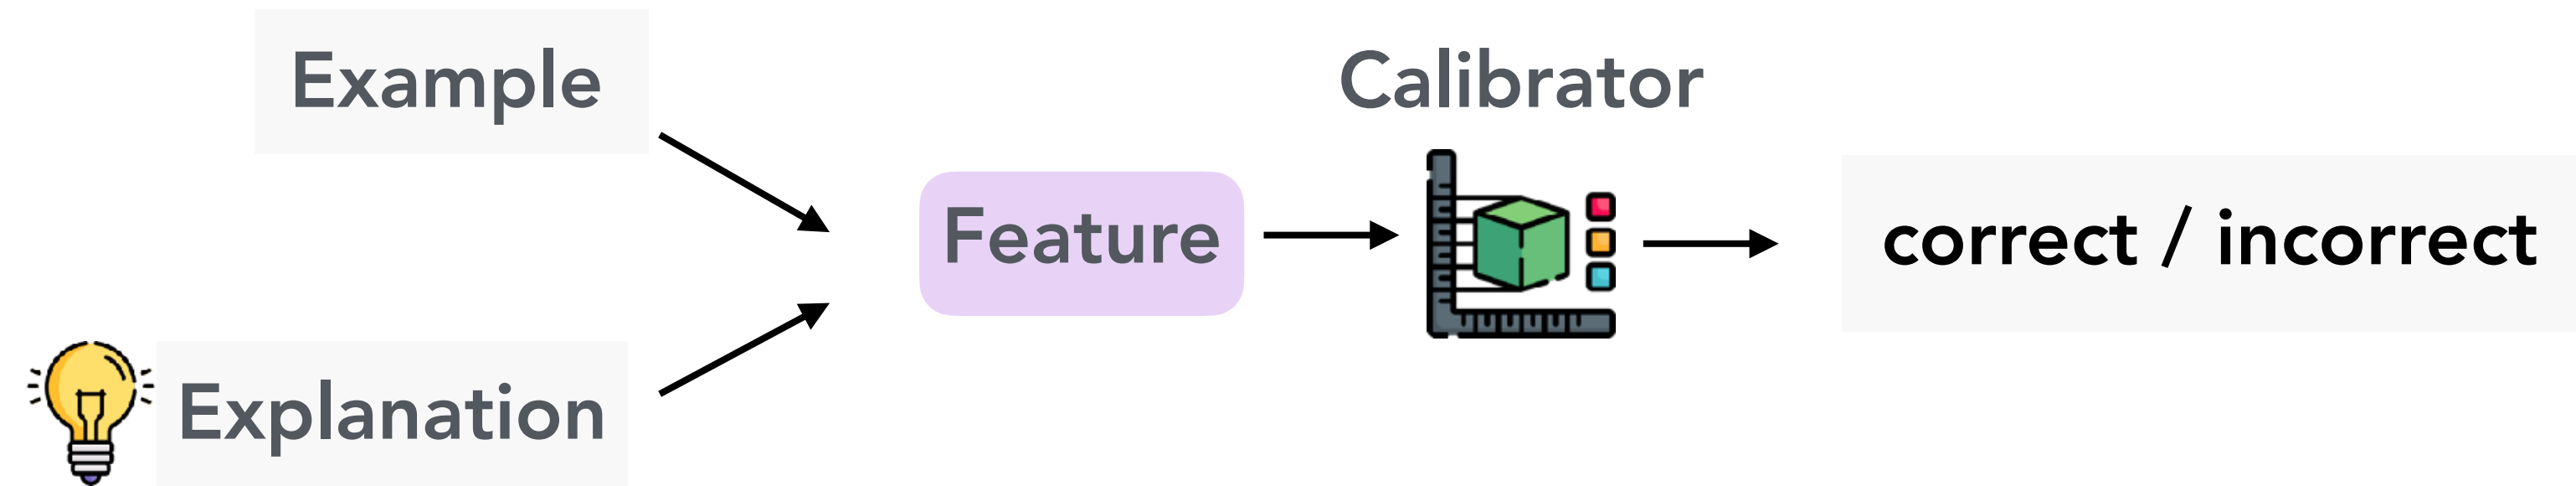 Example
Explanation
Feature
Calibrator
correct / incorrect